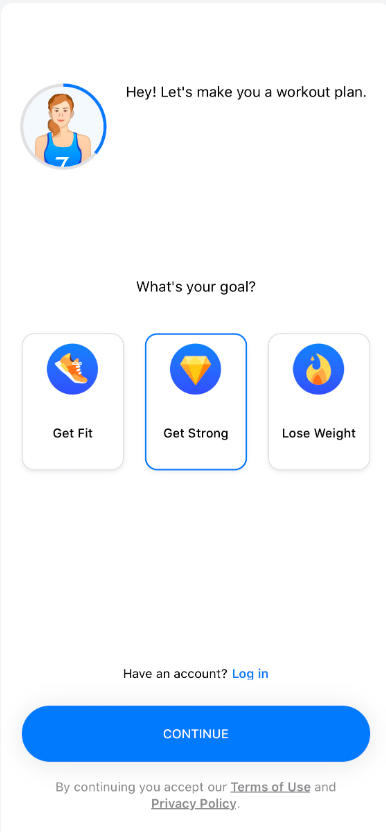 Hey! Let's make you a workout plan.
7
What's your goal?
Get Fit
Get Strong
Lose Weight
Have an account? Log in
CONTINUE
By continuing you accept our Terms of Use and
Privacy Policy.